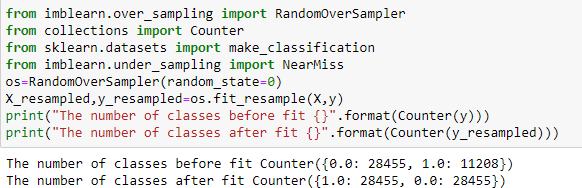 from imblearn.over_sampling import RandomOverSampler
from collections import Counter
from sklearn.datasets import make_classification
from imblearn.under_sampling import NearMiss
os=RandomOverSampler(random_state=0)
X_resampled,y_resampled=os.fit_resample(X,y)
print("The number of classes before fit {}".format(Counter(y)))
print("The number of classes after fit {}".format(Counter(y_resampled)))
The number of classes before fit Counter({0.0: 28455, 1.0: 11208})
The number of classes after fit Counter({1.0: 28455, 0.0: 28455})